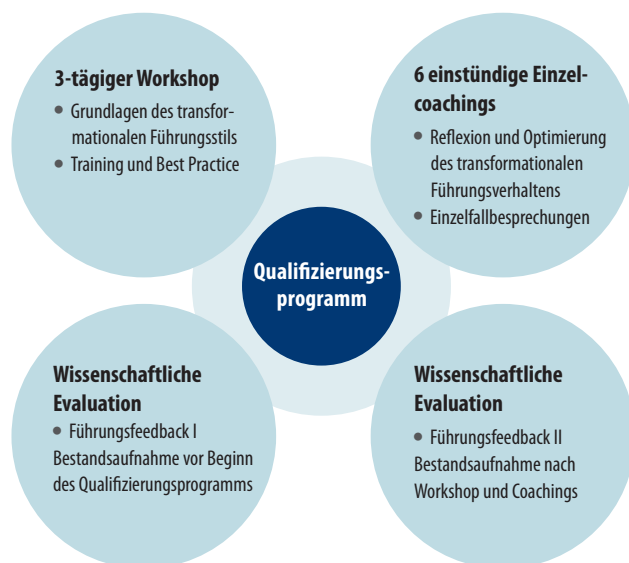 3-tägiger Workshop
• Grundlagen des transfor-
mationalen Führungsstils
• Training und Best Practice
6 einstündige Einzel-
coachings
• Reflexion und Optimierung
des transformationalen
Führungsverhaltens
• Einzelfallbesprechungen
Qualifizierungs-
programm
Wissenschaftliche
Evaluation
• Führungsfeedback I
Bestandsaufnahme vor Beginn
des Qualifizierungsprogramms
Wissenschaftliche
Evaluation
• Führungsfeedback II
Bestandsaufnahme nach
Workshop und Coachings